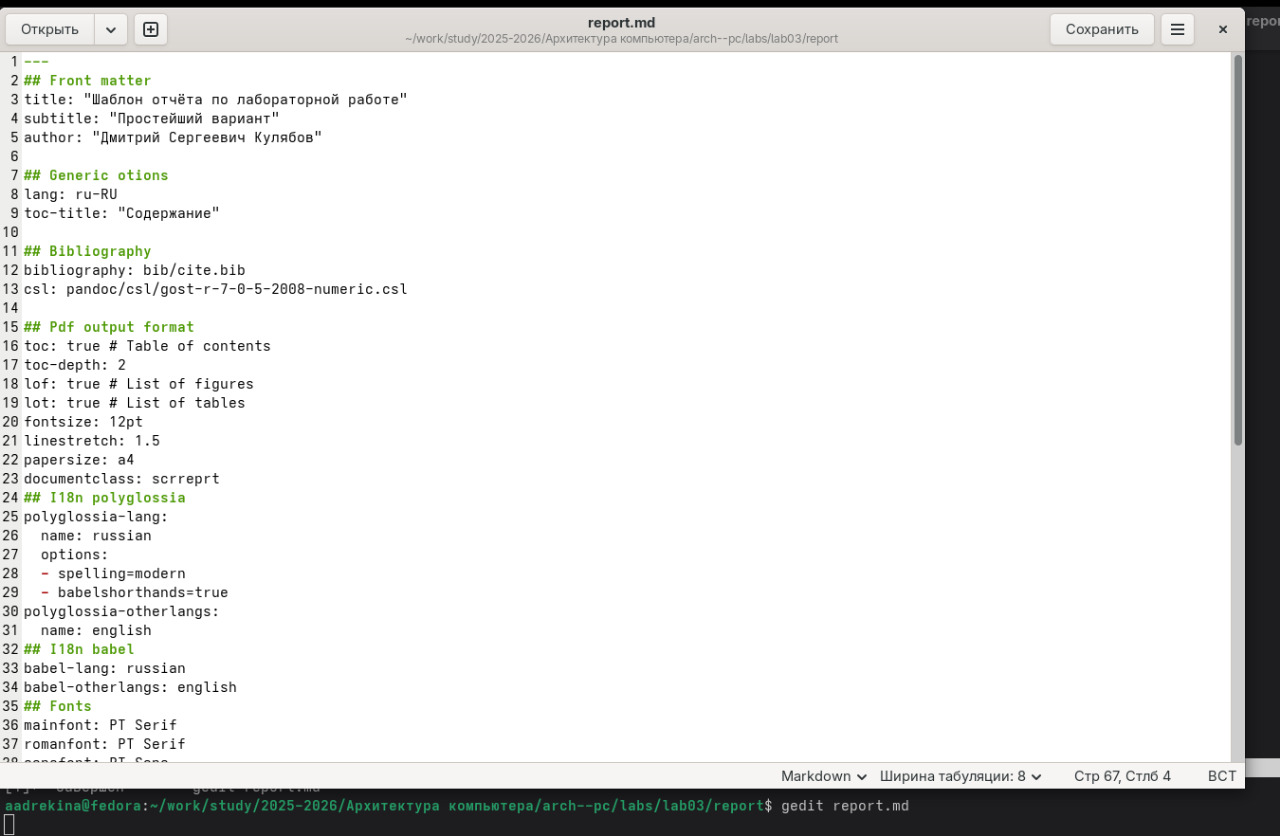 Открыть
report.md
~/work/study/2025-2026/Архитектура компьютера/arch--pc/labs/lab03/report
Сохранить
repor
1 ---
2 ## Front matter
3 title: "Шаблон отчёта по лабораторной работе"
4 subtitle: "Простейший вариант"
5 author: "Дмитрий Сергеевич Кулябов"
6
7 ## Generic otions
8 lang: ru-RU
9 toc-title: "Содержание"
10
11 ## Bibliography
12 bibliography: bib/cite.bib
13 csl: pandoc/csl/gost-r-7-0-5-2008-numeric.csl
14
15 ## Pdf output format
16 toc: true # Table of contents
17 toc-depth: 2
18 lof: true # List of figures
19 lot: true # List of tables
20 fontsize: 12pt
21 linestretch: 1.5
22 papersize: a4
23 documentclass: scrreprt
24 ## I18n polyglossia
25 polyglossia-lang:
26   name: russian
27   options:
28   - spelling=modern
29   - babelshorthands=true
30 polyglossia-otherlangs:
31   name: english
32 ## I18n babel
33 babel-lang: russian
34 babel-otherlangs: english
35 ## Fonts
36 mainfont: PT Serif
37 romanfont: PT Serif
Markdown Ширина табуляции: 8 Стр 67, Стлб 4 ВСТ
gedit report.md
aadrekina@fedora:~/work/study/2025-2026/Архитектура компьютера/arch--pc/labs/lab03/report$ gedit report.md